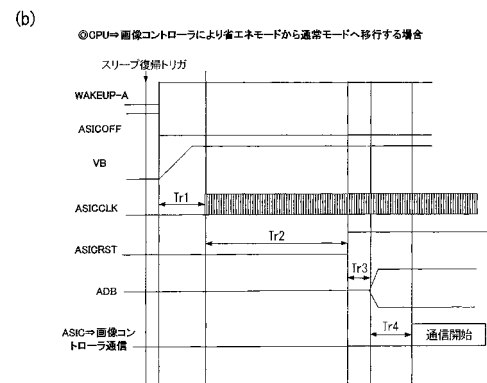 (b)
◎CPU⇒画像コントローラにより省エネモードから通常モードへ移行する場合
スリープ復帰トリガ
WAKEUP-A
ASICOFF
VB
Tr1
ASICCLK
Tr2
ASICRST
Tr3
ADB
Tr4
ASIC⇒画像コン
トローラ通信
通信開始